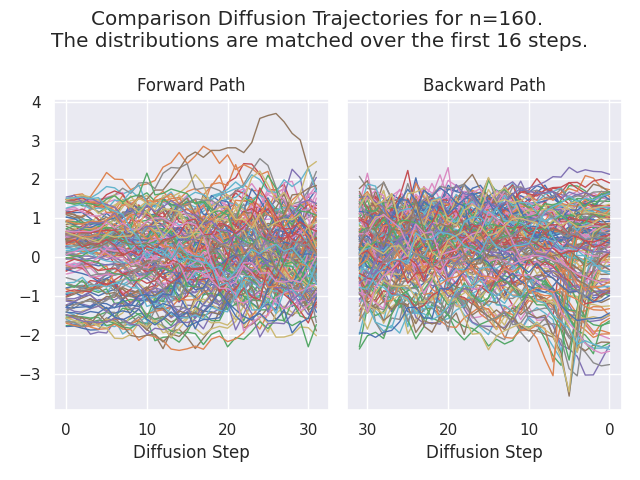 Comparison Diffusion Trajectories for n=160.
The distributions are matched over the first 16 steps.
Forward Path
Backward Path
4
3
2
1
0
−1
−2
−3
0 10 20 30
30 20 10 0
Diffusion Step
Diffusion Step